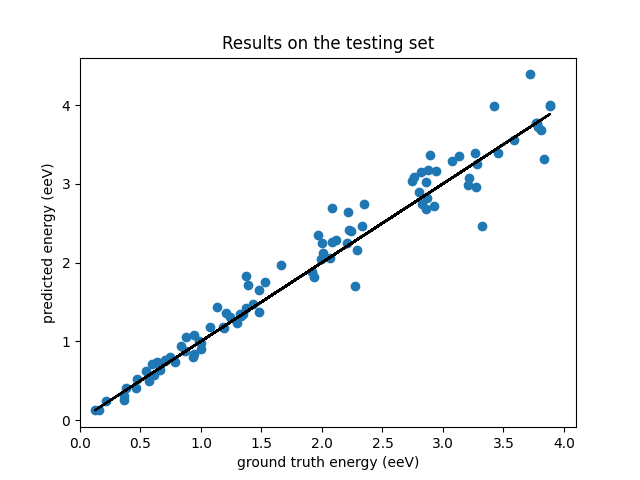 Results on the testing set
predicted energy (eeV)
4
3
2
1
0
0.0 0.5 1.0 1.5 2.0 2.5 3.0 3.5 4.0
ground truth energy (eeV)